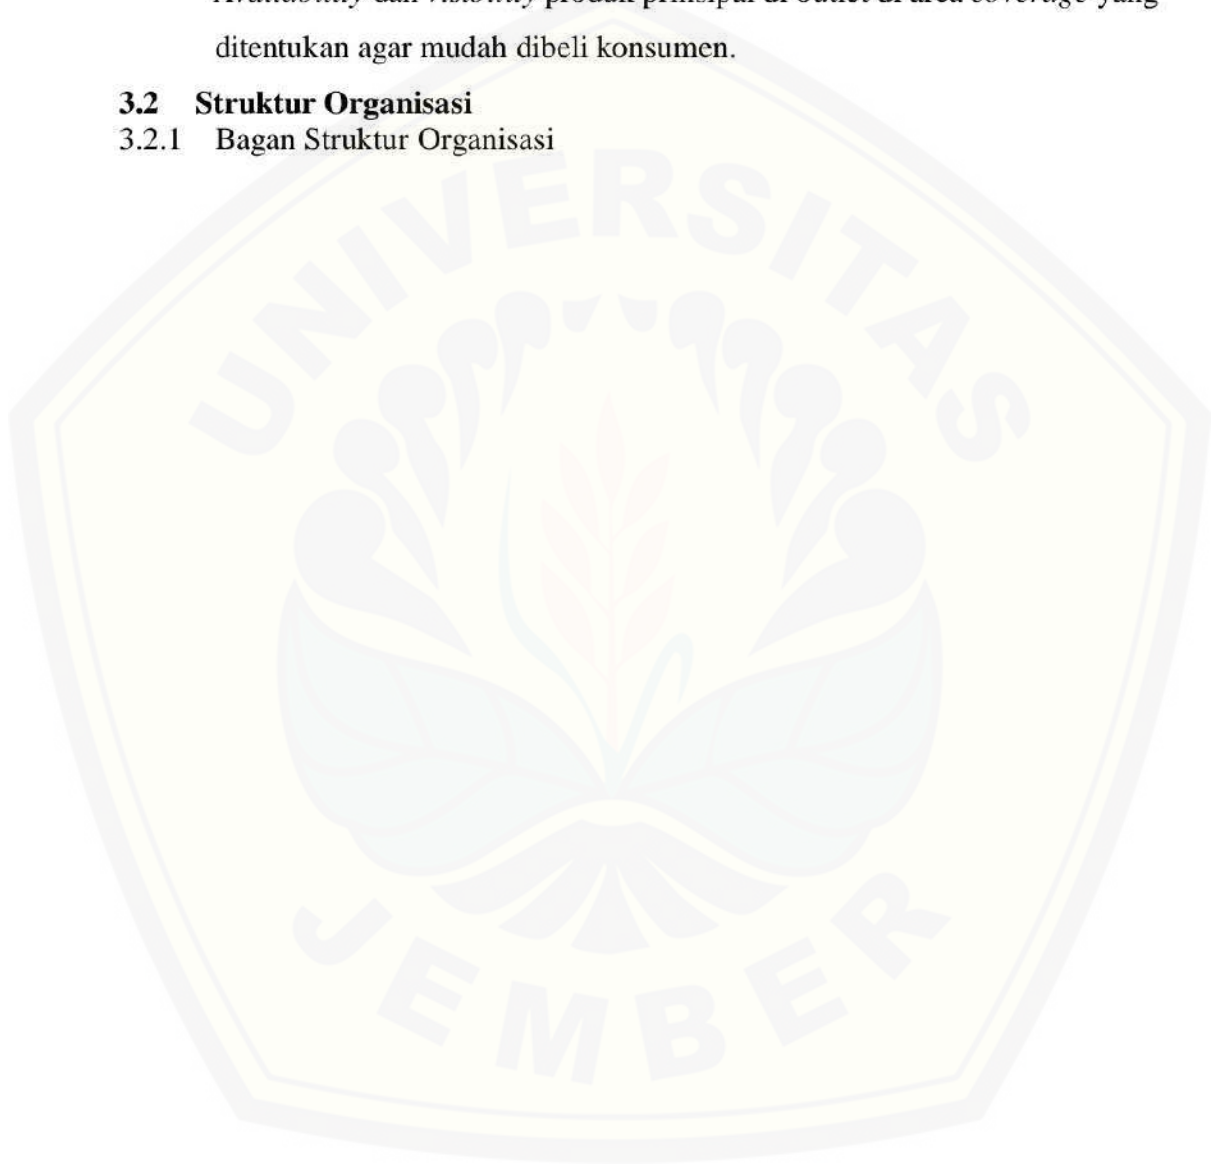 Availability dan visibility produk prinsipal di outlet di area coverage yang
ditentukan agar mudah dibeli konsumen.
3.2 Struktur Organisasi
3.2.1 Bagan Struktur Organisasi
UNIVERSITAS
JEMBER